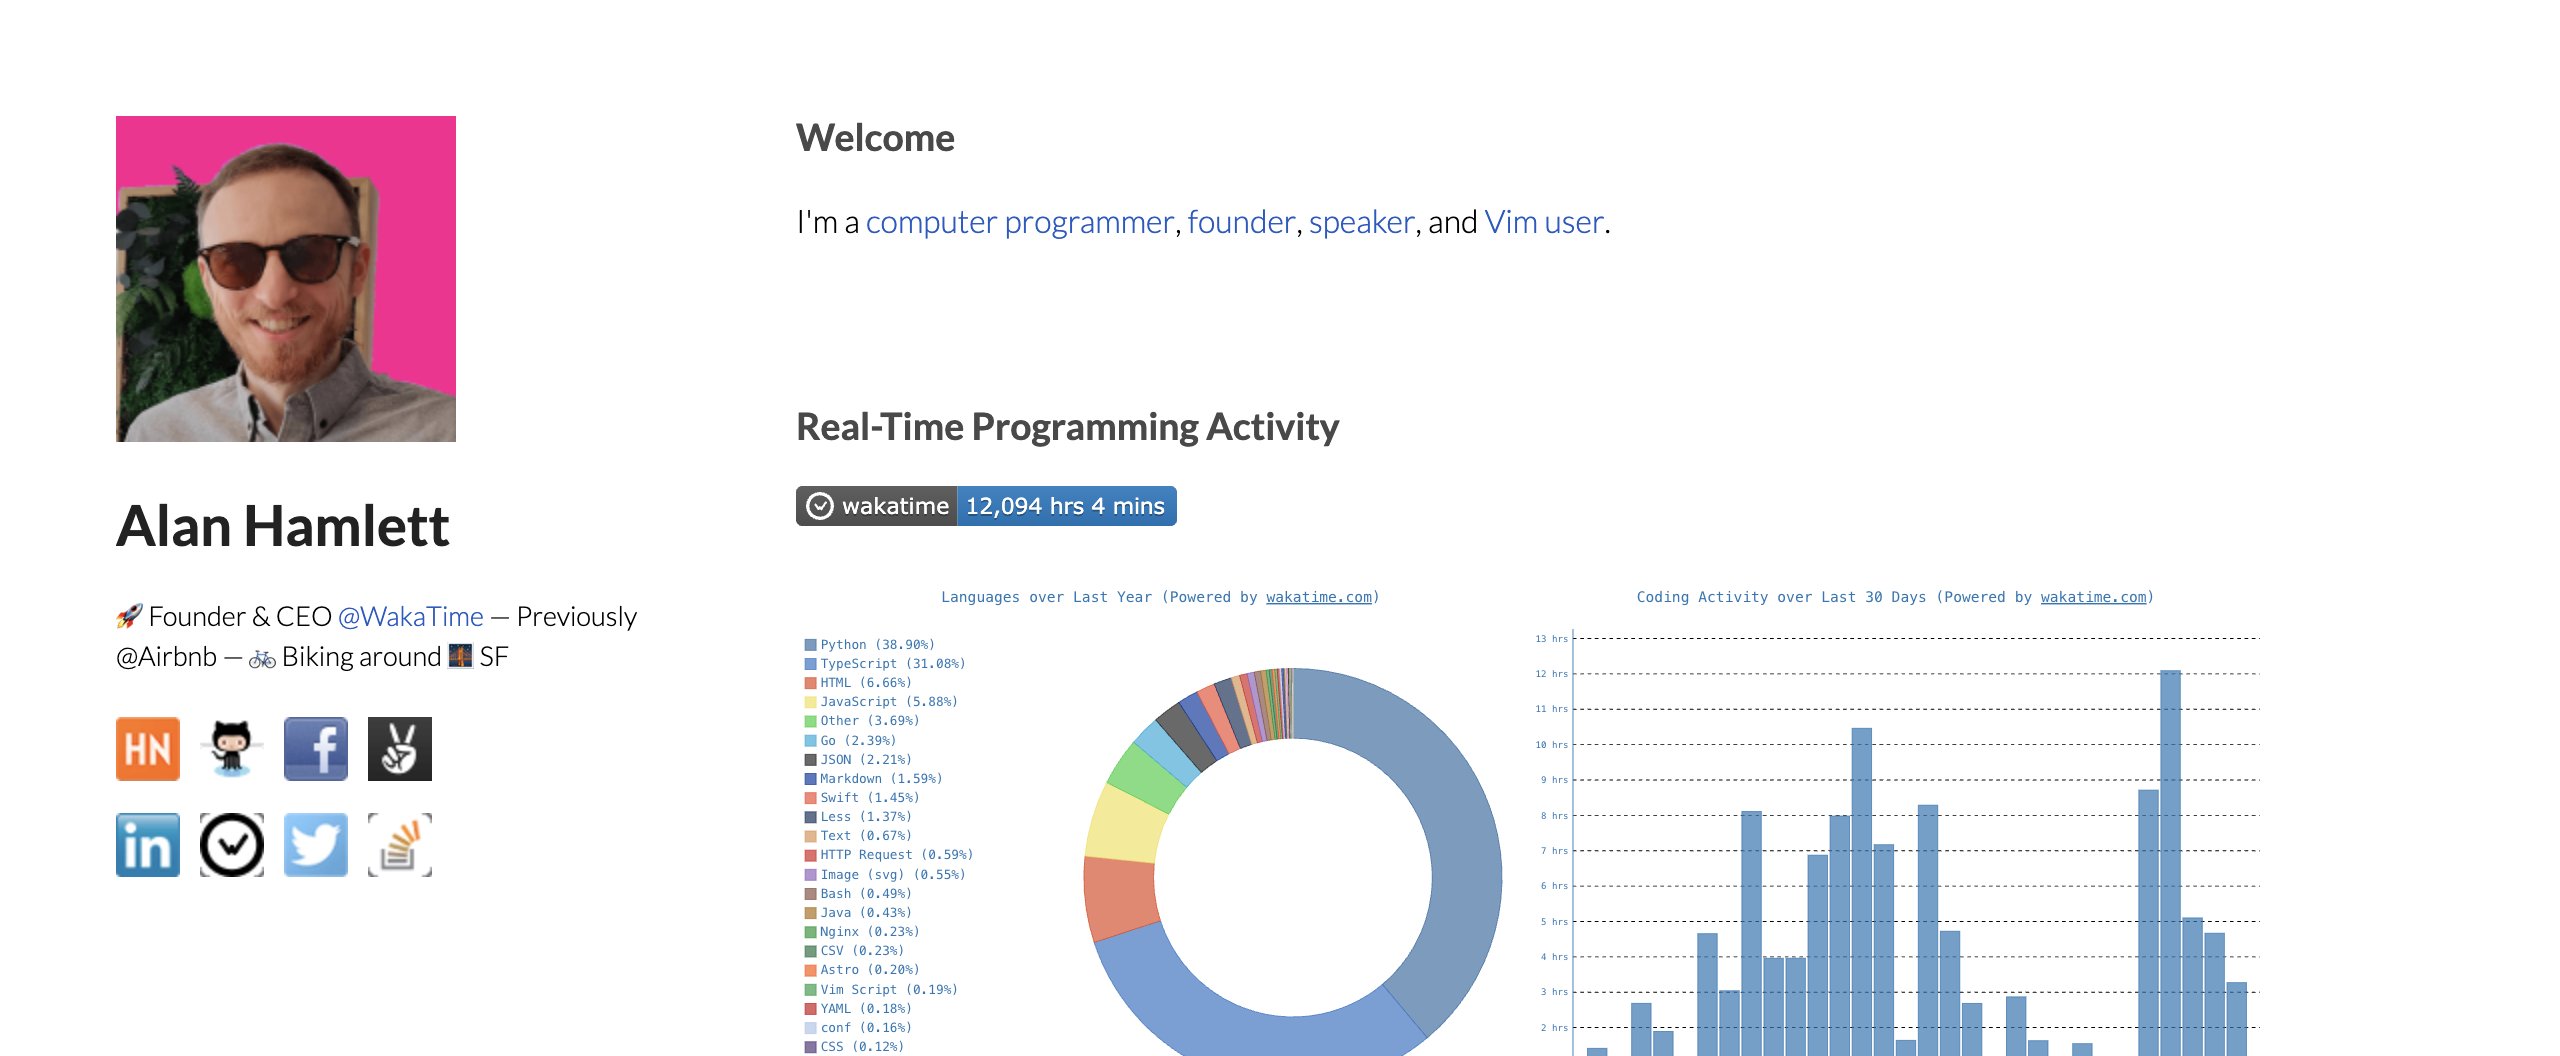 Welcome
I'm a computer programmer, founder, speaker, and Vim user.
Alan Hamlett
🚀 Founder & CEO @WakaTime — Previously
@Airbnb — 🚲 Biking around 🌉 SF
HN
f
in
Real-Time Programming Activity
wakatime 12,094 hrs 4 mins
Languages over Last Year (Powered by wakatime.com)
Python (38.90%)
TypeScript (31.08%)
HTML (6.66%)
JavaScript (5.88%)
Other (3.69%)
Go (2.39%)
JSON (2.21%)
Markdown (1.59%)
Swift (1.45%)
Less (1.37%)
Text (0.67%)
HTTP Request (0.59%)
Image (svg) (0.55%)
Bash (0.49%)
Java (0.43%)
Nginx (0.23%)
CSV (0.23%)
Astro (0.20%)
Vim Script (0.19%)
YAML (0.18%)
conf (0.16%)
CSS (0.12%)
Coding Activity over Last 30 Days (Powered by wakatime.com)
13 hrs
12 hrs
11 hrs
10 hrs
9 hrs
8 hrs
7 hrs
6 hrs
5 hrs
4 hrs
3 hrs
2 hrs